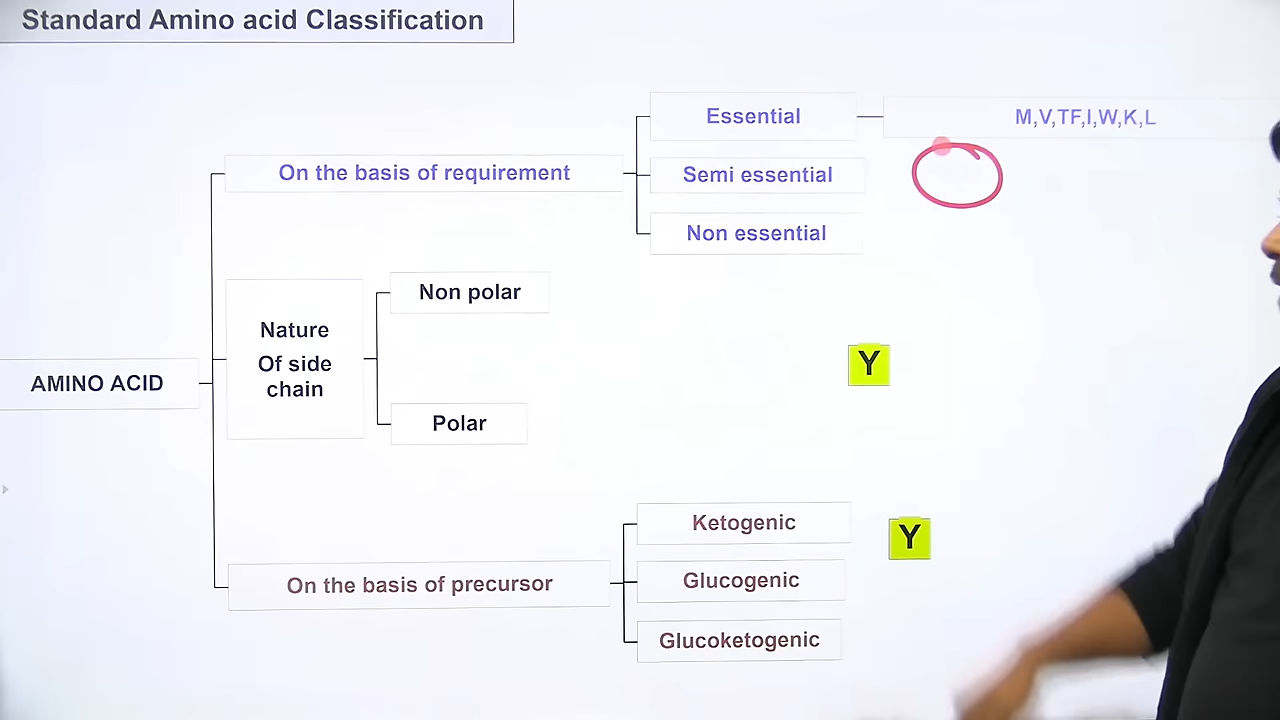 Standard Amino acid Classification
Essential
M,V,TF,I,W,K,L
On the basis of requirement
Semi essential
Non essential
Non polar
Nature
Of side
chain
Y
AMINO ACID
Polar
Ketogenic
Y
On the basis of precursor
Glucogenic
Glucoketogenic